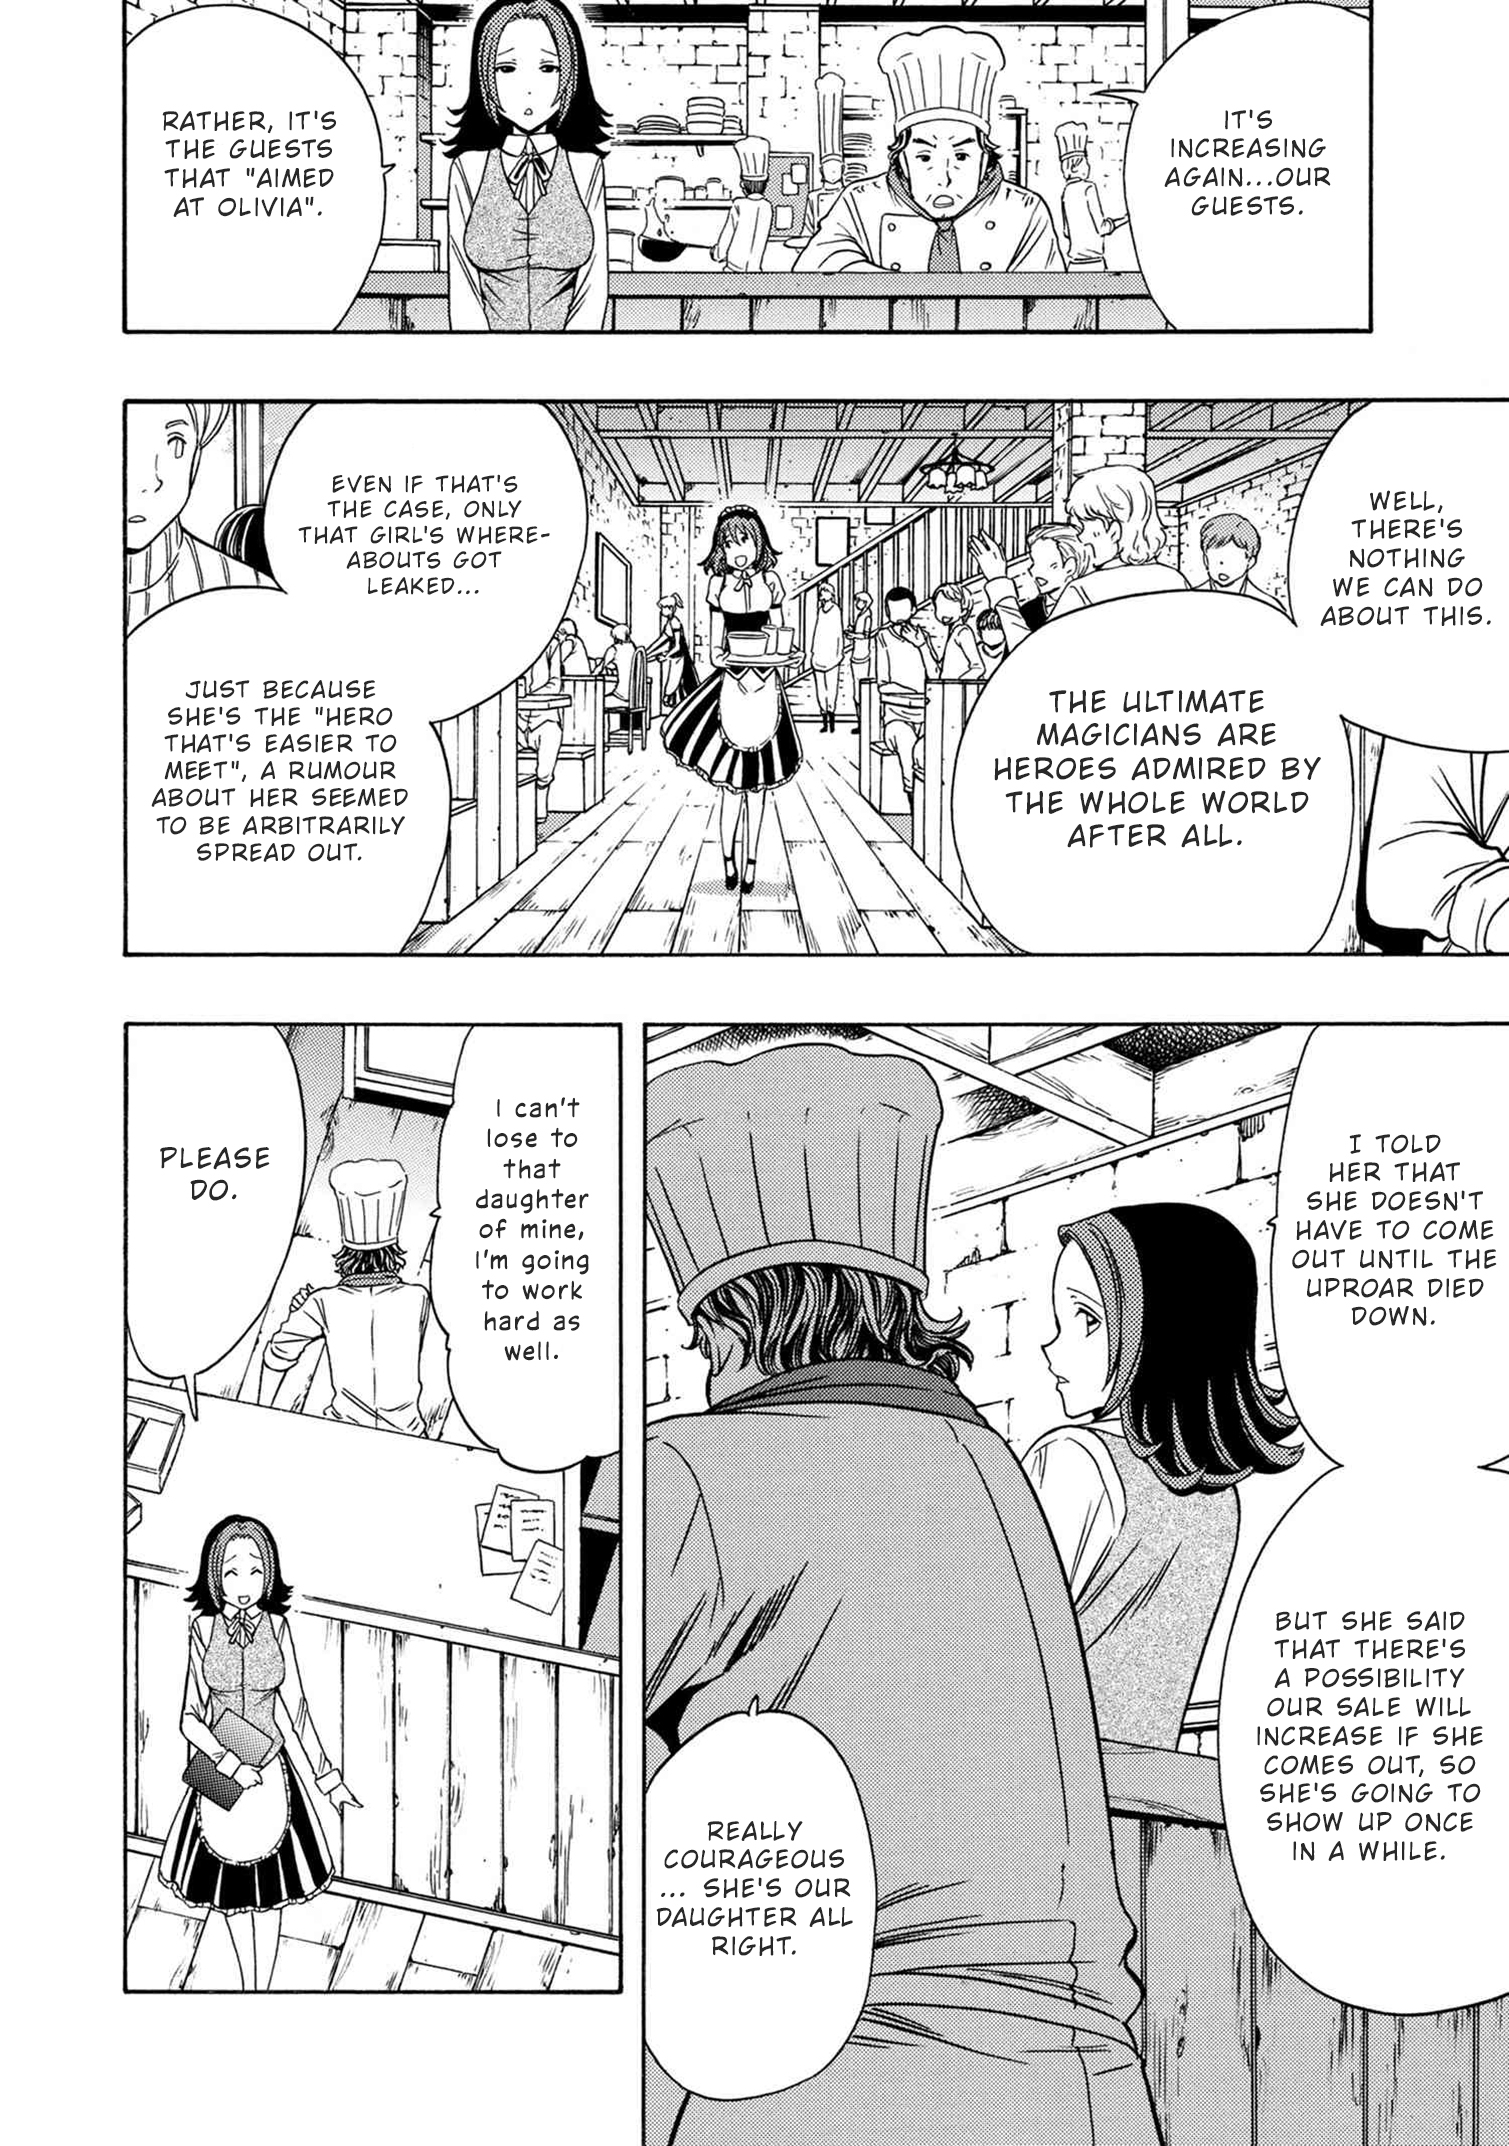 IT'S
INCREASING
AGAIN...OUR
GUESTS.
RATHER, IT'S
THE GUESTS
THAT "AIMED
AT OLIVIA".
WELL,
THERE'S
NOTHING
WE CAN DO
ABOUT THIS.
THE ULTIMATE
MAGICIANS ARE
HEROES ADMIRED BY
THE WHOLE WORLD
AFTER ALL.
EVEN IF THAT'S
THE CASE, ONLY
THAT GIRL'S WHERE-
ABOUTS GOT
LEAKED...
JUST BECAUSE
SHE'S THE "HERO
THAT'S EASIER TO
MEET", A RUMOUR
ABOUT HER SEEMED
TO BE ARBITRARILY
SPREAD OUT.
I TOLD
HER THAT
SHE DOESN'T
HAVE TO COME
OUT UNTIL THE
UPROAR DIED
DOWN.
BUT SHE SAID
THAT THERE'S
A POSSIBILITY
OUR SALE WILL
INCREASE IF SHE
COMES OUT, SO
SHE'S GOING TO
SHOW UP ONCE
IN A WHILE.
REALLY
COURAGEOUS
... SHE'S OUR
DAUGHTER ALL
RIGHT.
I can't
lose to
that
daughter
of mine,
I'm going
to work
hard as
well.
PLEASE
DO.